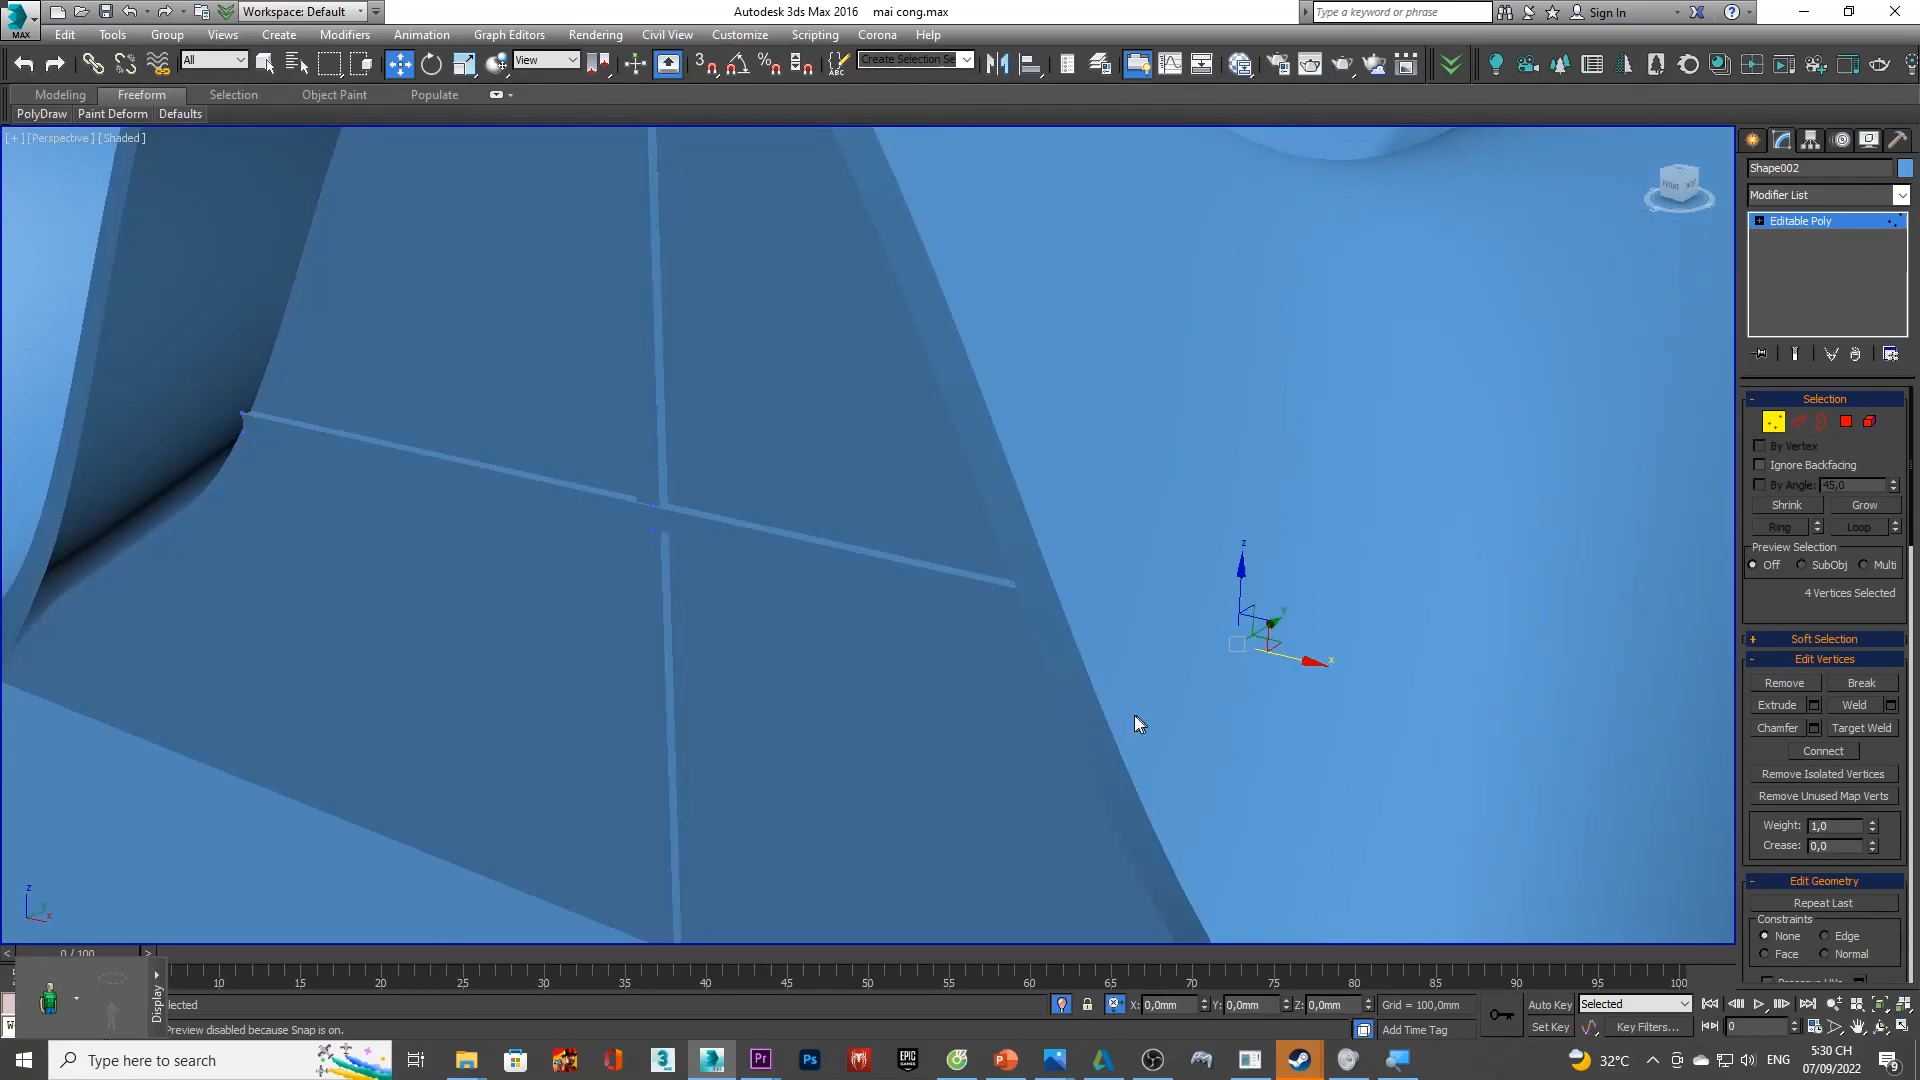 MAX
Workspace: Default
Autodesk 3ds Max 2016 mai cong.max
Type a keyword or phrase
Sign In
Edit Tools Group Views Create Modifiers Animation Graph Editors Rendering Civil View Customize Scripting Corona Help
All
View
3
ABC
Create Selection Se
Modeling Freeform Selection Object Paint Populate
PolyDraw Paint Deform Defaults
[+] [Perspective] [Shaded]
FRONT
Shape002
Modifier List
Editable Poly
Selection
By Vertex
Ignore Backfacing
By Angle: 45,0
Shrink Grow
Ring Loop
Preview Selection
Off SubObj Multi
4 Vertices Selected
Soft Selection
Edit Vertices
Remove Break
Extrude Weld
Chamfer Target Weld
Connect
Remove Isolated Vertices
Remove Unused Map Verts
Weight: 1,0
Crease: 0,0
Edit Geometry
Repeat Last
Constraints
None Edge
Face Normal
z
y
x
z
y
x
0 / 100
10 15 20 25 30 35 40 45 50 55 60 65 70 75 80 85 90 95 100
Display
lected
X: 0,0mm Y: 0,0mm Z: 0,0mm Grid = 100,0mm
Auto Key Selected
Preview disabled because Snap is on.
Add Time Tag
Set Key Key Filters... 0
Type here to search
32°C
ENG
5:30 CH
07/09/2022
9